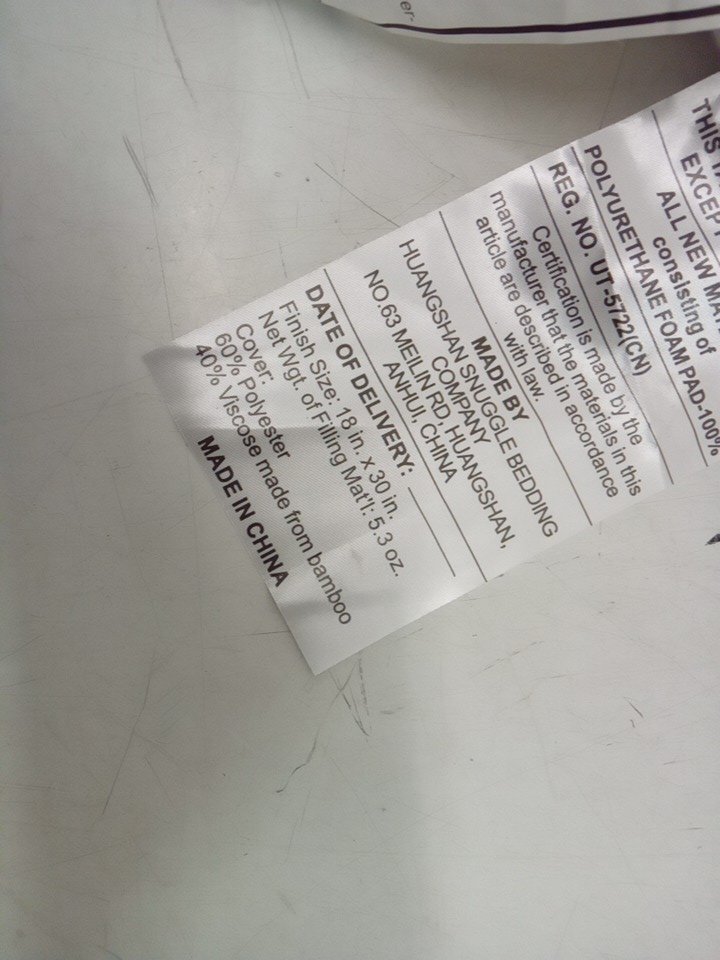 er-
THIS
EXCEPT
ALL NEW
consisting of
POLYURETHANE FOAM PAD-100%
REG. NO. UT-5722(CN)
Certification is made by the
manufacturer that the materials in this
article are described in accordance
with law.
MADE BY
HUANGSHAN SNUGGLE BEDDING
COMPANY
NO.63 MEILIN RD, HUANGSHAN,
ANHUI, CHINA
DATE OF DELIVERY:
Finish Size: 18 in. x 30 in.
Net Wgt. of Filling Mat'l: 5.3 oz.
Cover:
60% Polyester
40% Viscose made from bamboo
MADE IN CHINA